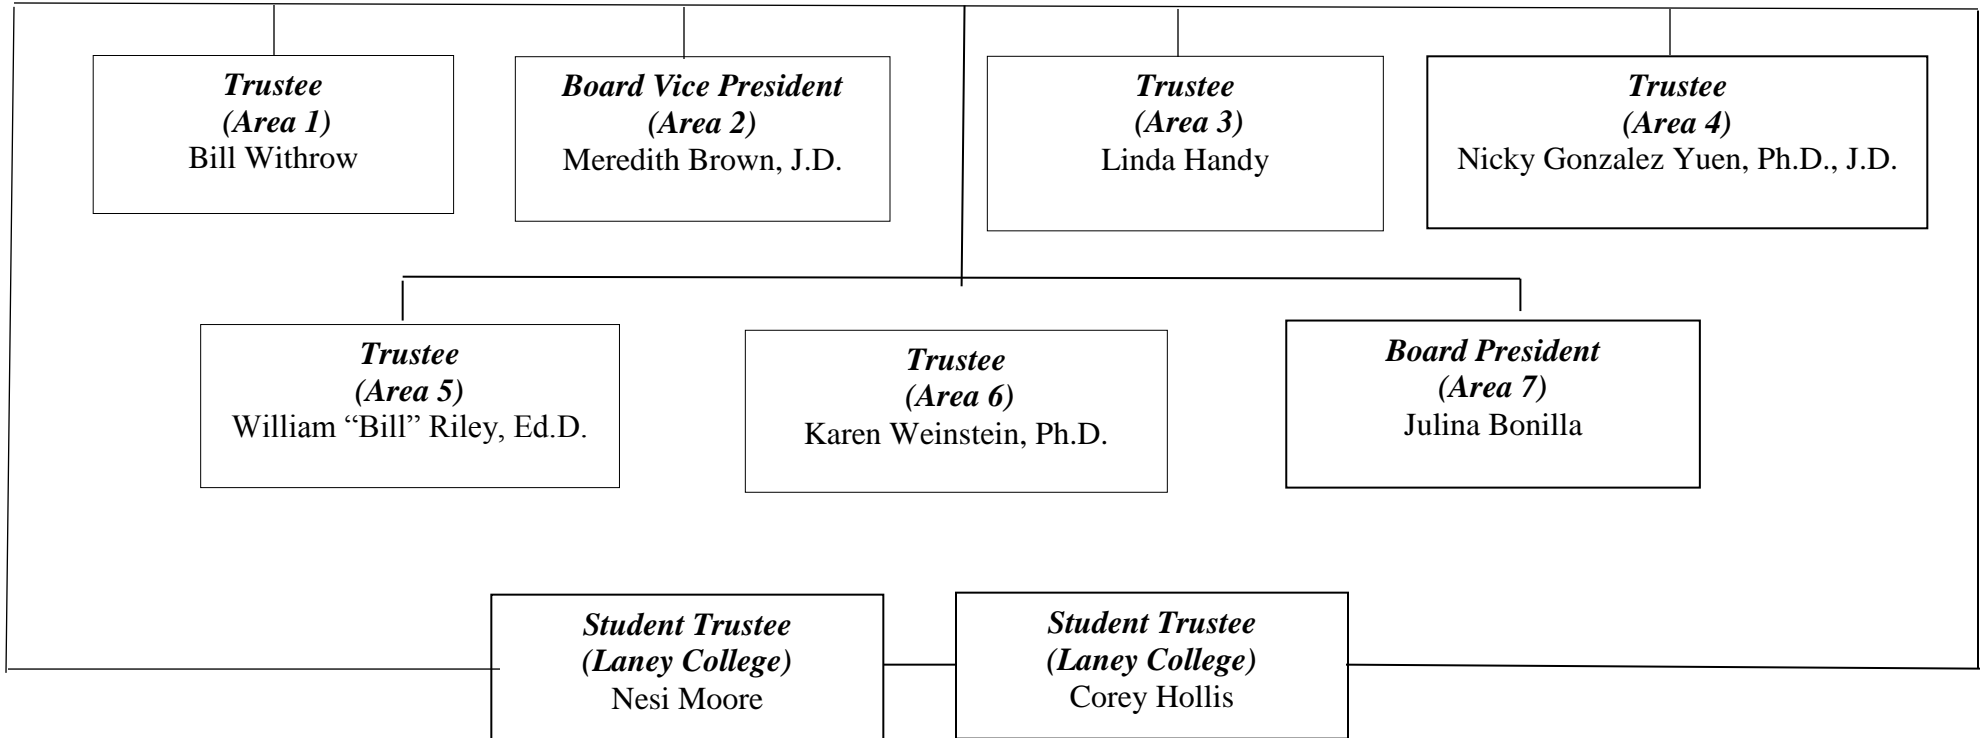 Trustee
(Area 1)
Bill Withrow
Board Vice President
(Area 2)
Meredith Brown, J.D.
Trustee
(Area 3)
Linda Handy
Trustee
(Area 4)
Nicky Gonzalez Yuen, Ph.D., J.D.
Trustee
(Area 5)
William “Bill” Riley, Ed.D.
Trustee
(Area 6)
Karen Weinstein, Ph.D.
Board President
(Area 7)
Julina Bonilla
Student Trustee
(Laney College)
Nesi Moore
Student Trustee
(Laney College)
Corey Hollis